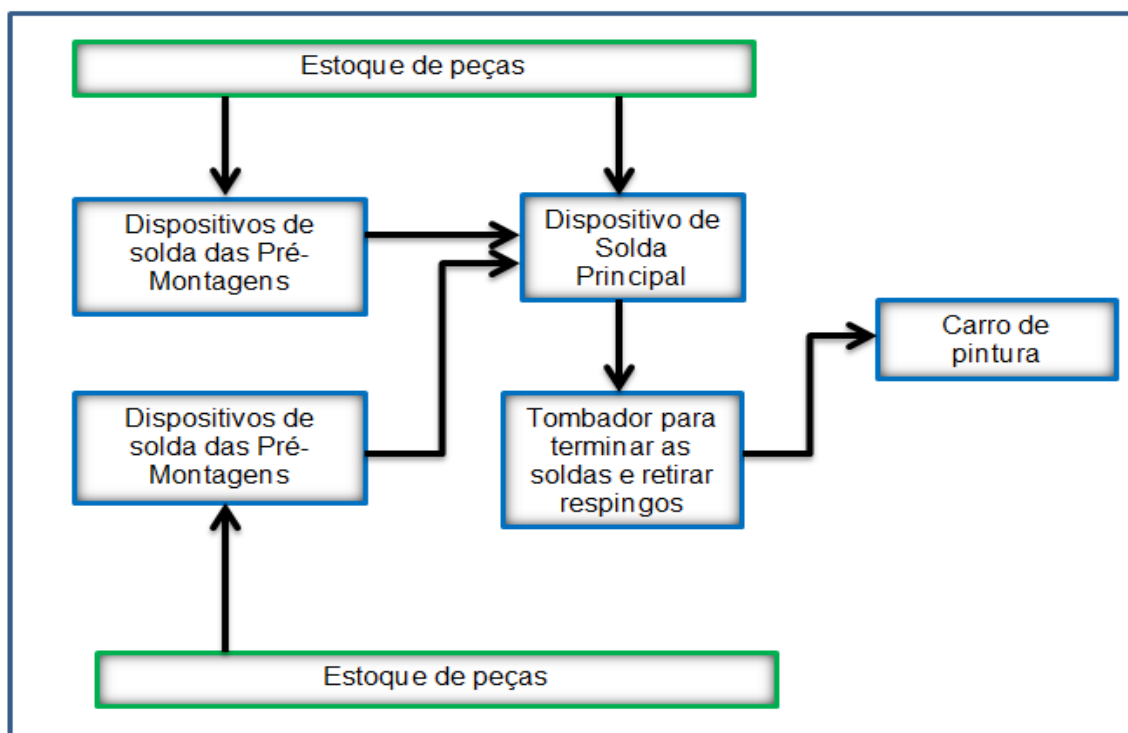 Estoque de peças
Dispositivos de
solda das Pré-
Montagens
Dispositivo de
Solda
Principal
Carro de
pintura
Dispositivos de
solda das Pré-
Montagens
Tombador para
terminar as
soldas e retirar
respingos
Estoque de peças